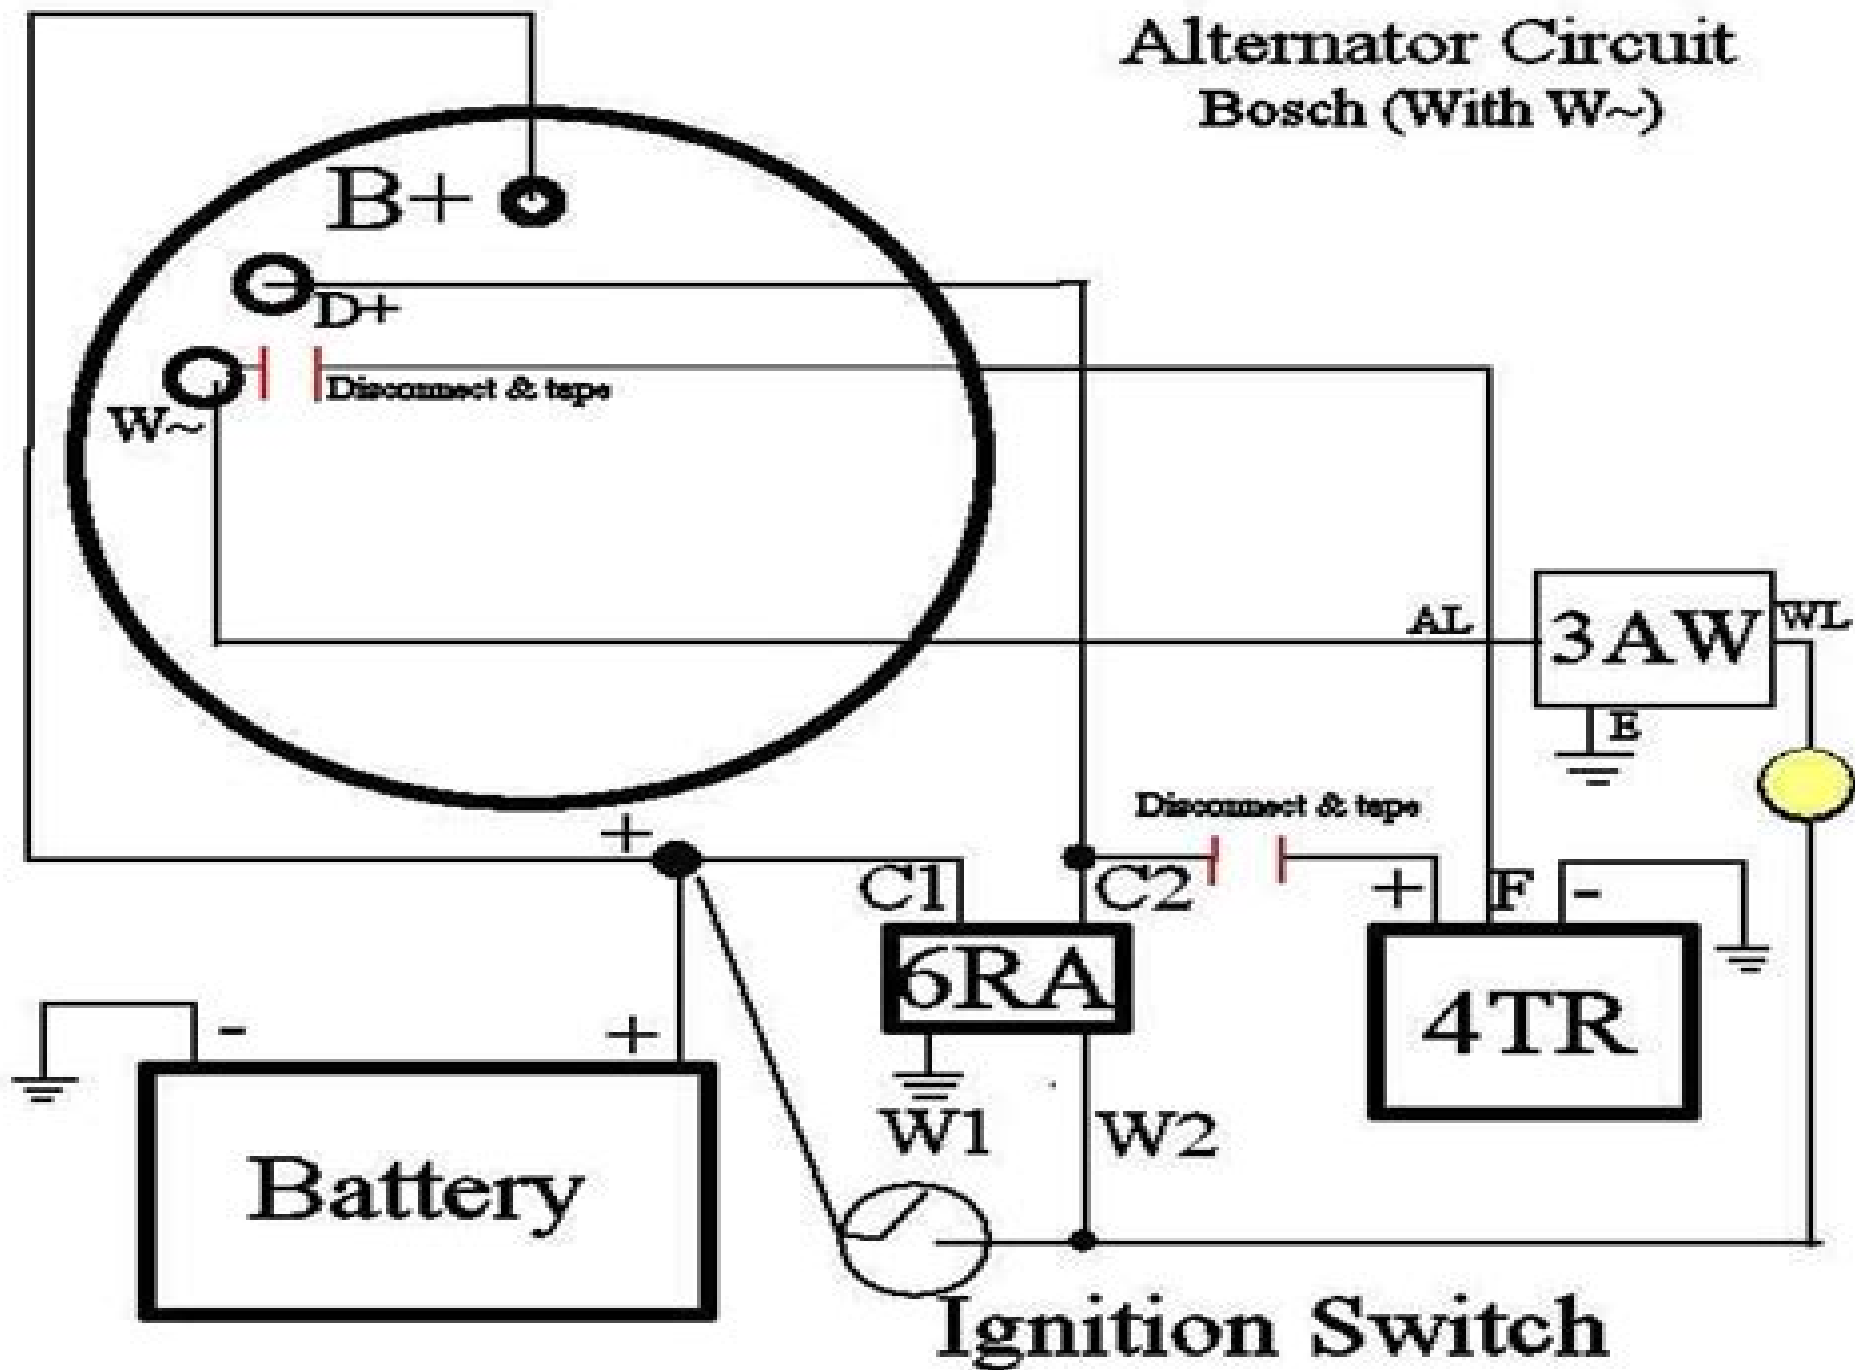 Alternator Circuit
Bosch (With W~)
B+
D+
Disconnect & tape
W~
AL
3AW
WL
E
Disconnect & tape
+
C1
C2
+
F
-
6RA
4TR
-
+
W1
W2
Battery
Ignition Switch